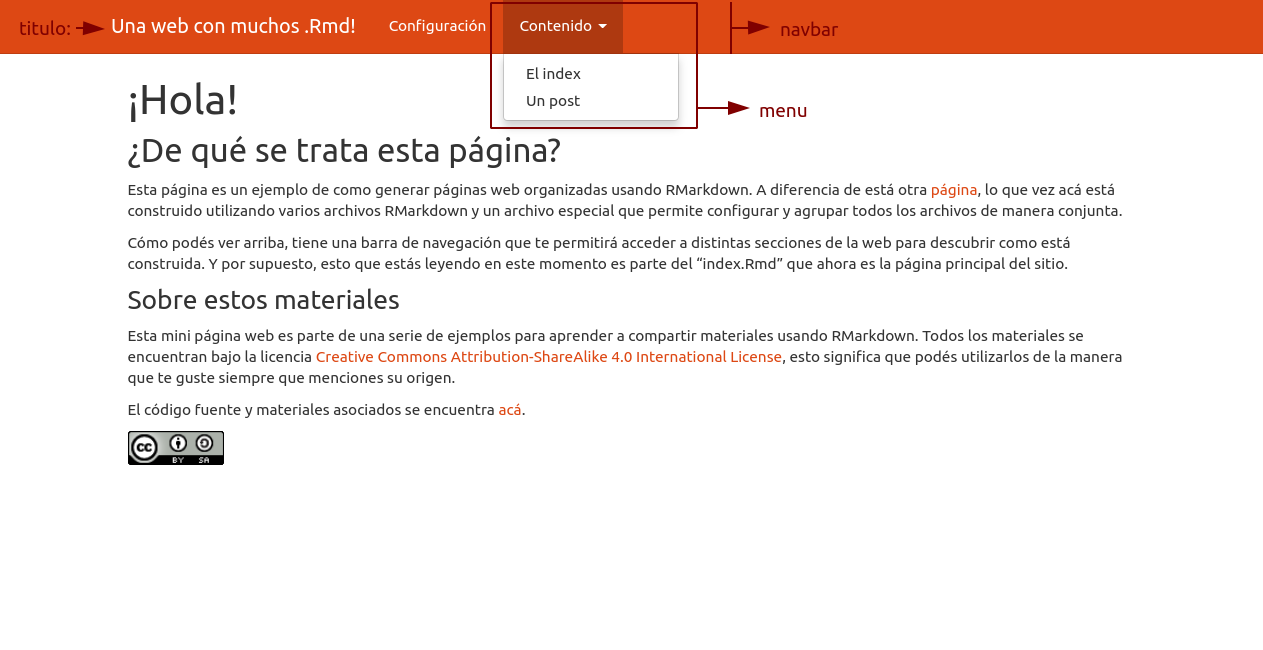 titulo:
Una web con muchos .Rmd!
Configuración
Contenido
navbar
El index
Un post
menu
¡Hola!
¿De qué se trata esta página?
Esta página es un ejemplo de como generar páginas web organizadas usando RMarkdown. A diferencia de está otra página, lo que vez acá está
construido utilizando varios archivos RMarkdown y un archivo especial que permite configurar y agrupar todos los archivos de manera conjunta.
Cómo podés ver arriba, tiene una barra de navegación que te permitirá acceder a distintas secciones de la web para descubrir como está
construida. Y por supuesto, esto que estás leyendo en este momento es parte del “index.Rmd” que ahora es la página principal del sitio.
Sobre estos materiales
Esta mini página web es parte de una serie de ejemplos para aprender a compartir materiales usando RMarkdown. Todos los materiales se
encuentran bajo la licencia Creative Commons Attribution-ShareAlike 4.0 International License, esto significa que podés utilizarlos de la manera
que te guste siempre que menciones su origen.
El código fuente y materiales asociados se encuentra acá.
cc
BY SA